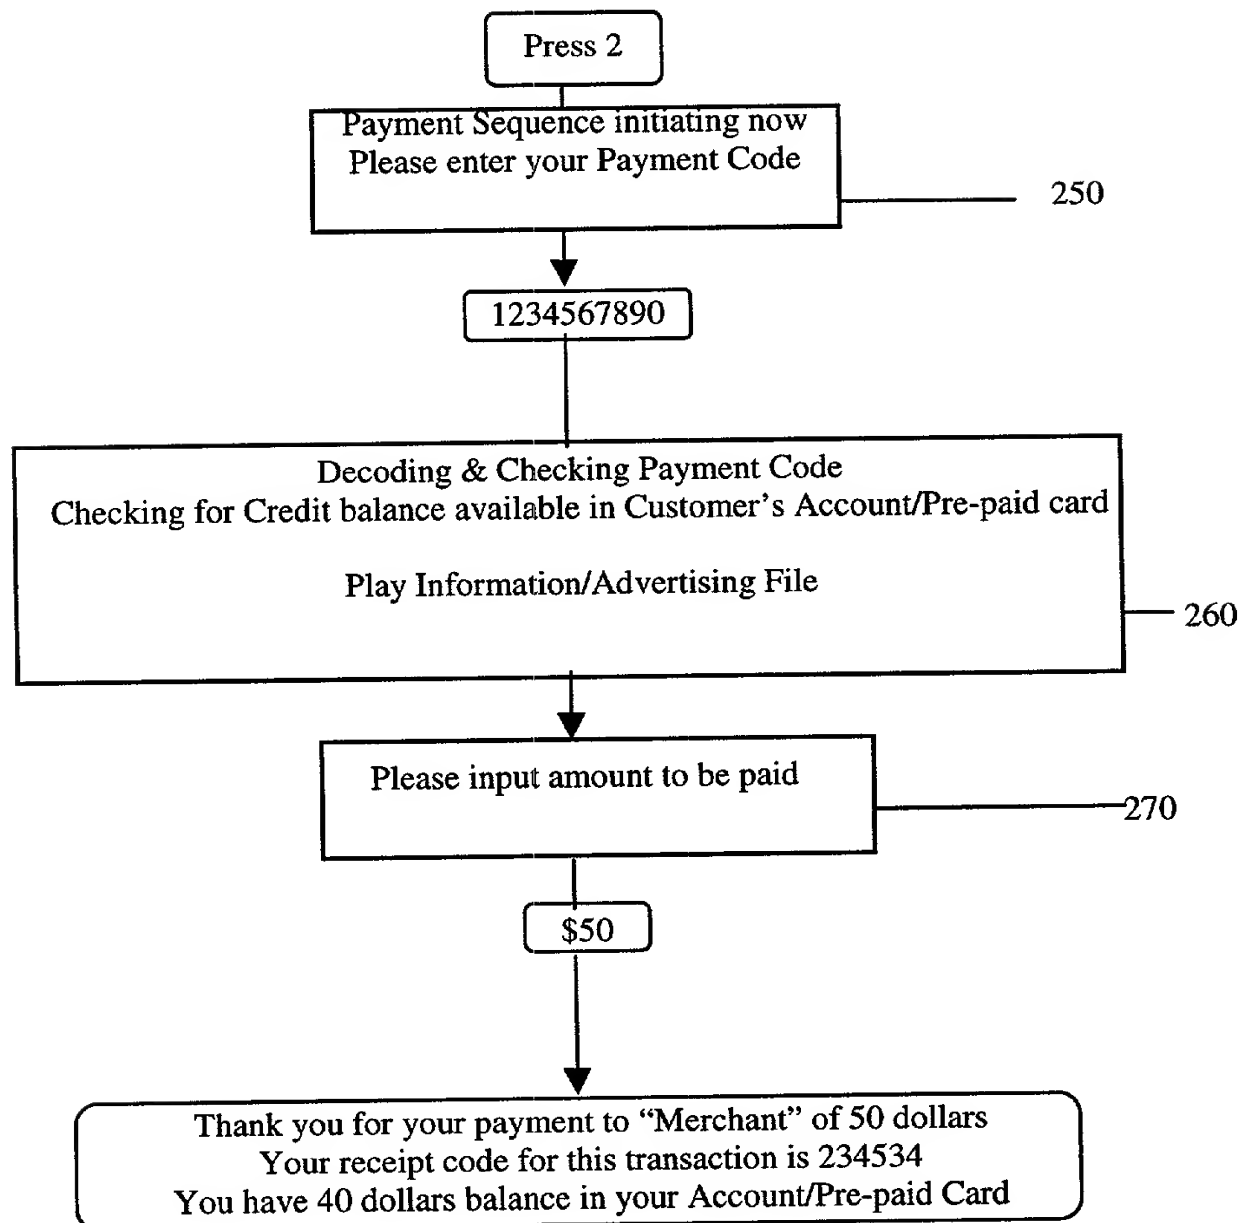 Press 2
Payment Sequence initiating now
Please enter your Payment Code
250
1234567890
Decoding & Checking Payment Code
Checking for Credit balance available in Customer's Account/Pre-paid card
Play Information/Advertising File
260
Please input amount to be paid
270
$50
Thank you for your payment to “Merchant” of 50 dollars
Your receipt code for this transaction is 234534
You have 40 dollars balance in your Account/Pre-paid Card